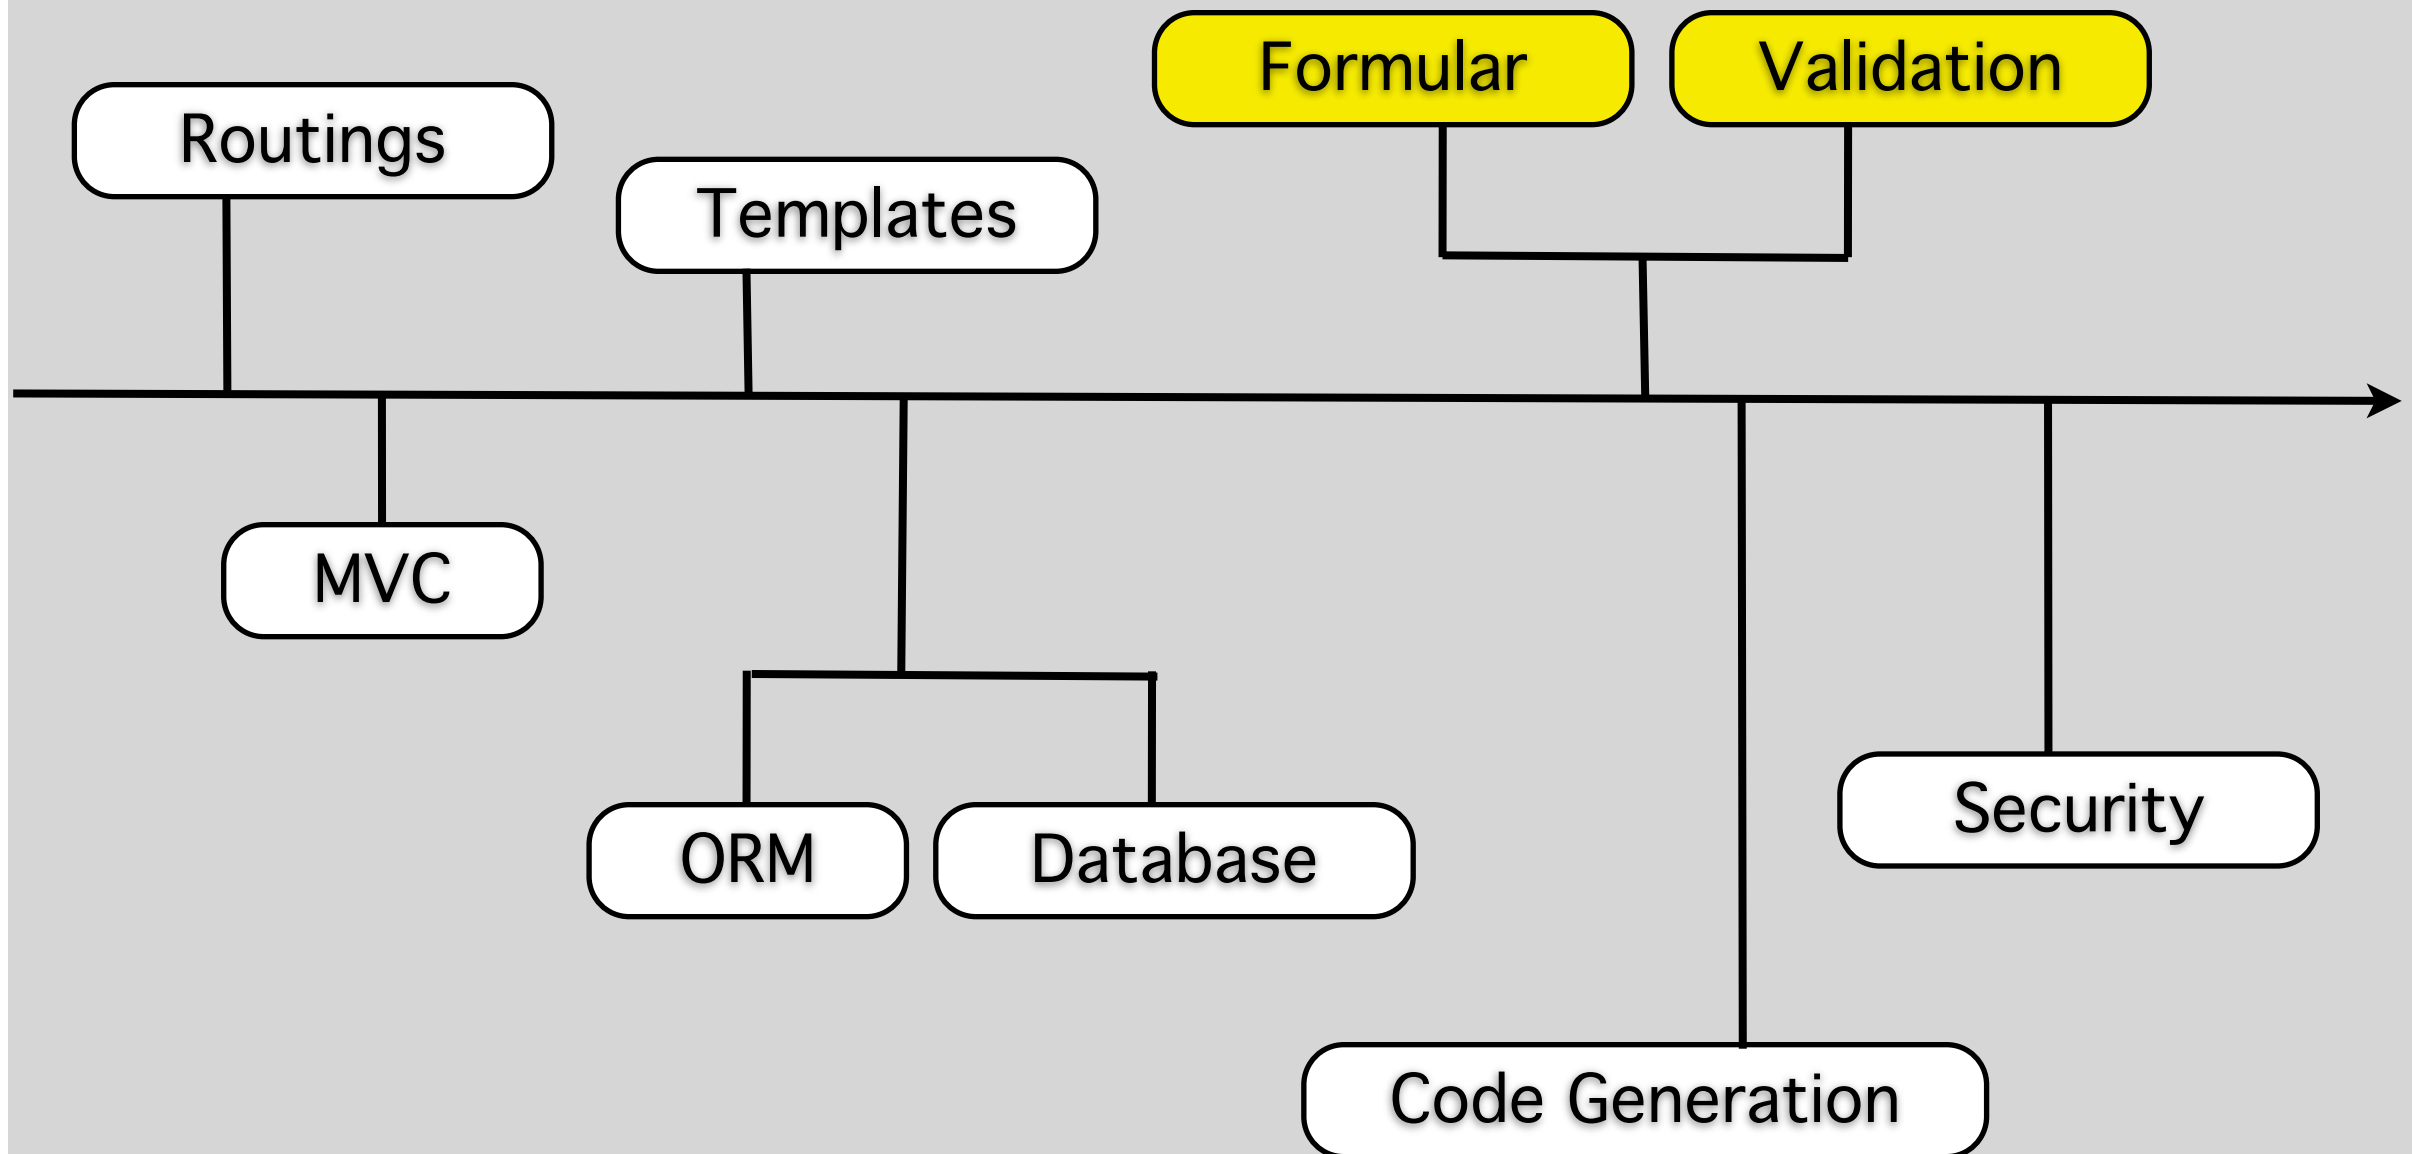 Formular
Validation
Routings
Templates
MVC
ORM
Database
Security
Code Generation